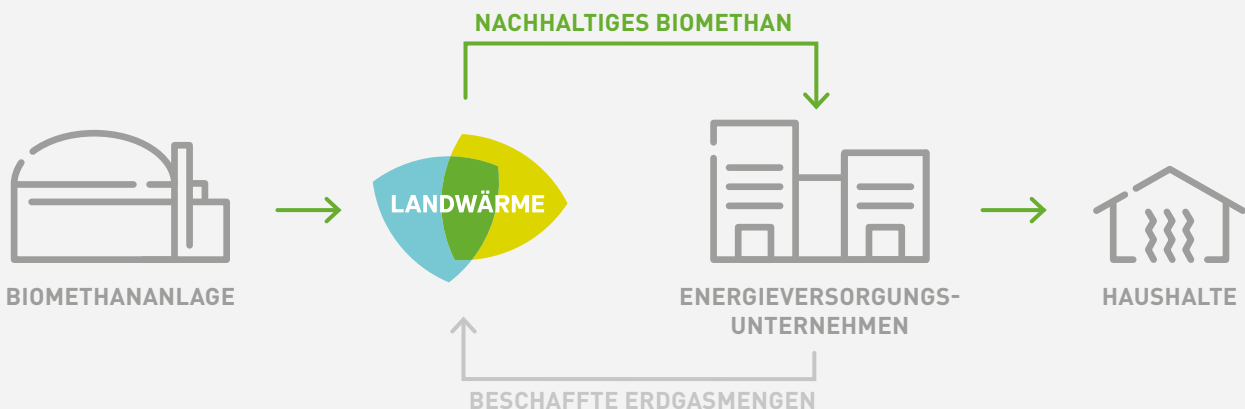 NACHHALTIGES BIOMETHAN
LANDWÄRME
BIOMETHANANLAGE
ENERGIEVERSORGUNGS-
UNTERNEHMEN
HAUSHALTE
BESCHAFFTE ERDGASMENGEN